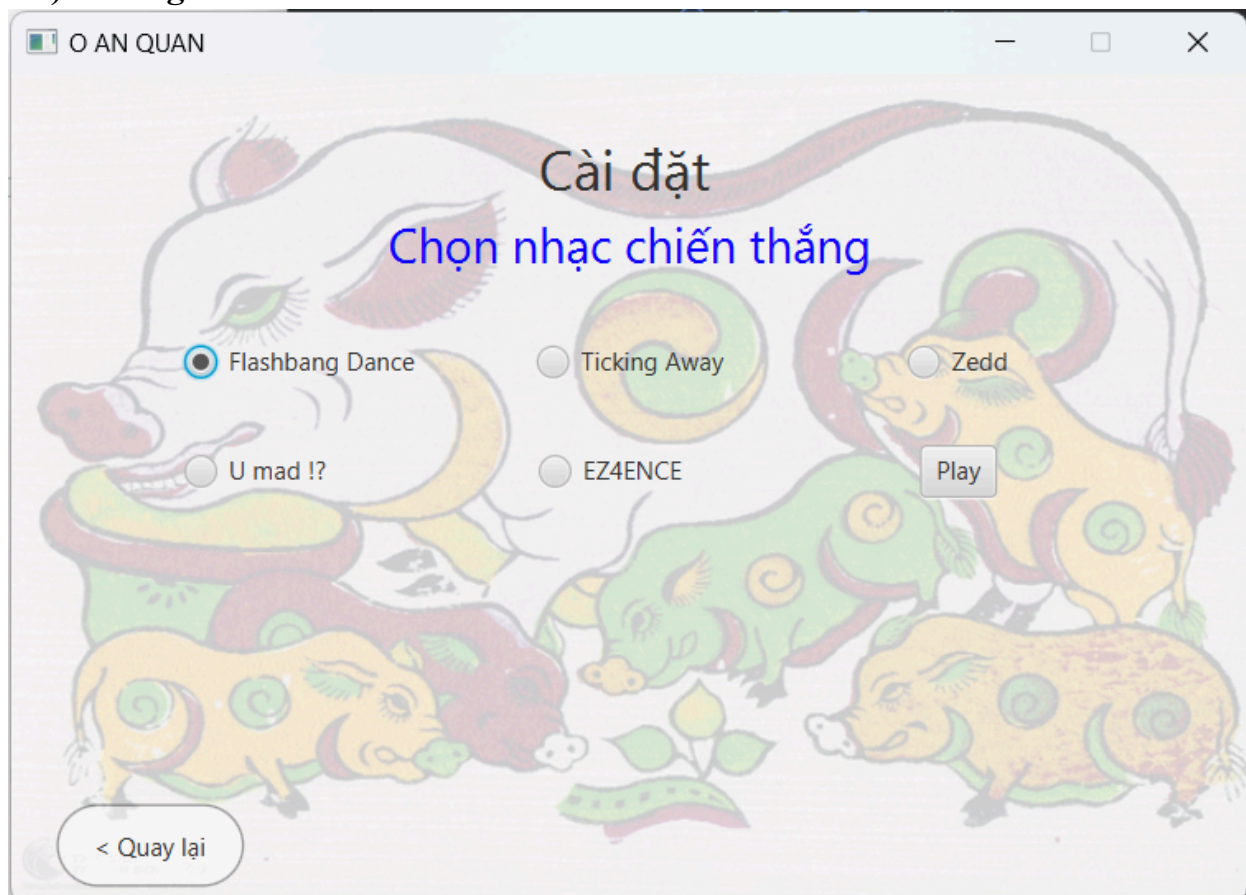 O AN QUAN
Cài đặt
Chọn nhạc chiến thắng
Flashbang Dance Ticking Away Zedd
U mad !? EZ4ENCE Play
< Quay lại